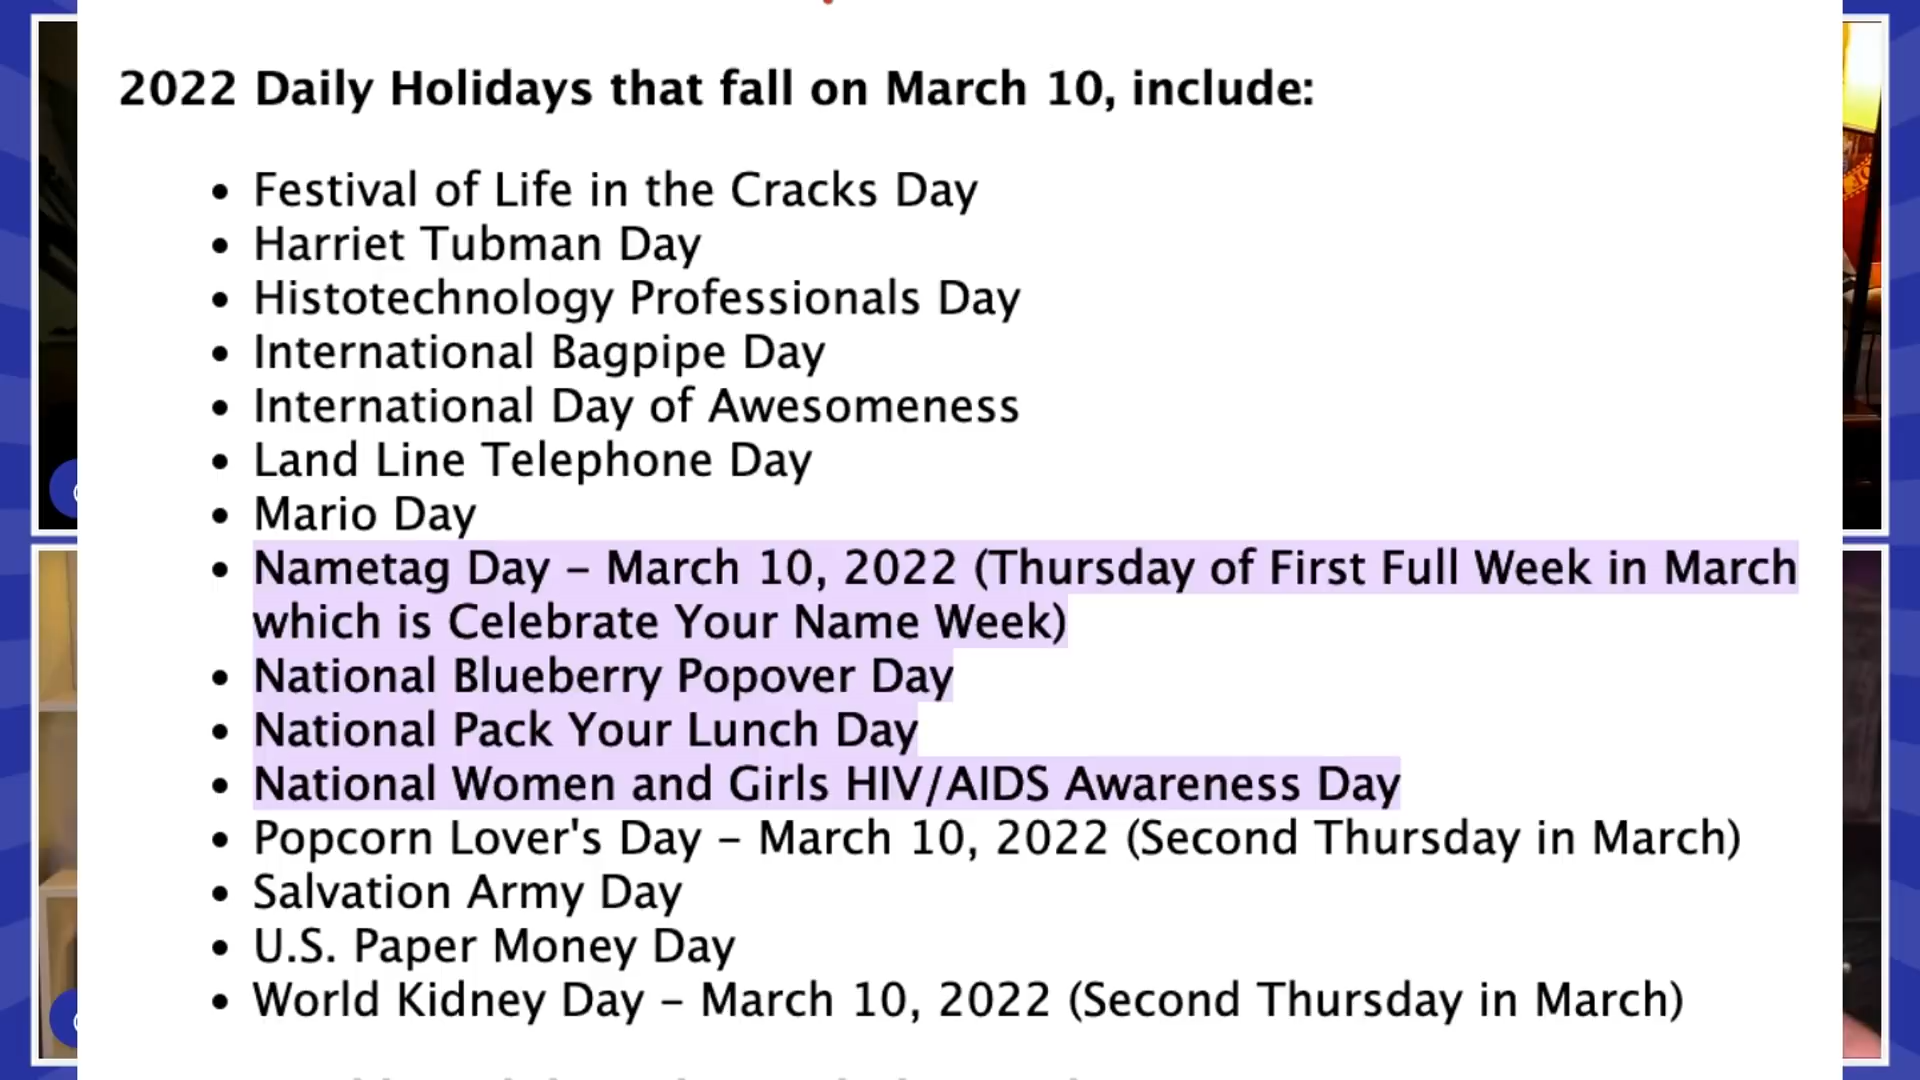 2022 Daily Holidays that fall on March 10, include:
• Festival of Life in the Cracks Day
• Harriet Tubman Day
• Histotechnology Professionals Day
• International Bagpipe Day
• International Day of Awesomeness
• Land Line Telephone Day
• Mario Day
• Nametag Day – March 10, 2022 (Thursday of First Full Week in March
which is Celebrate Your Name Week)
• National Blueberry Popover Day
• National Pack Your Lunch Day
• National Women and Girls HIV/AIDS Awareness Day
• Popcorn Lover's Day – March 10, 2022 (Second Thursday in March)
• Salvation Army Day
• U.S. Paper Money Day
• World Kidney Day – March 10, 2022 (Second Thursday in March)